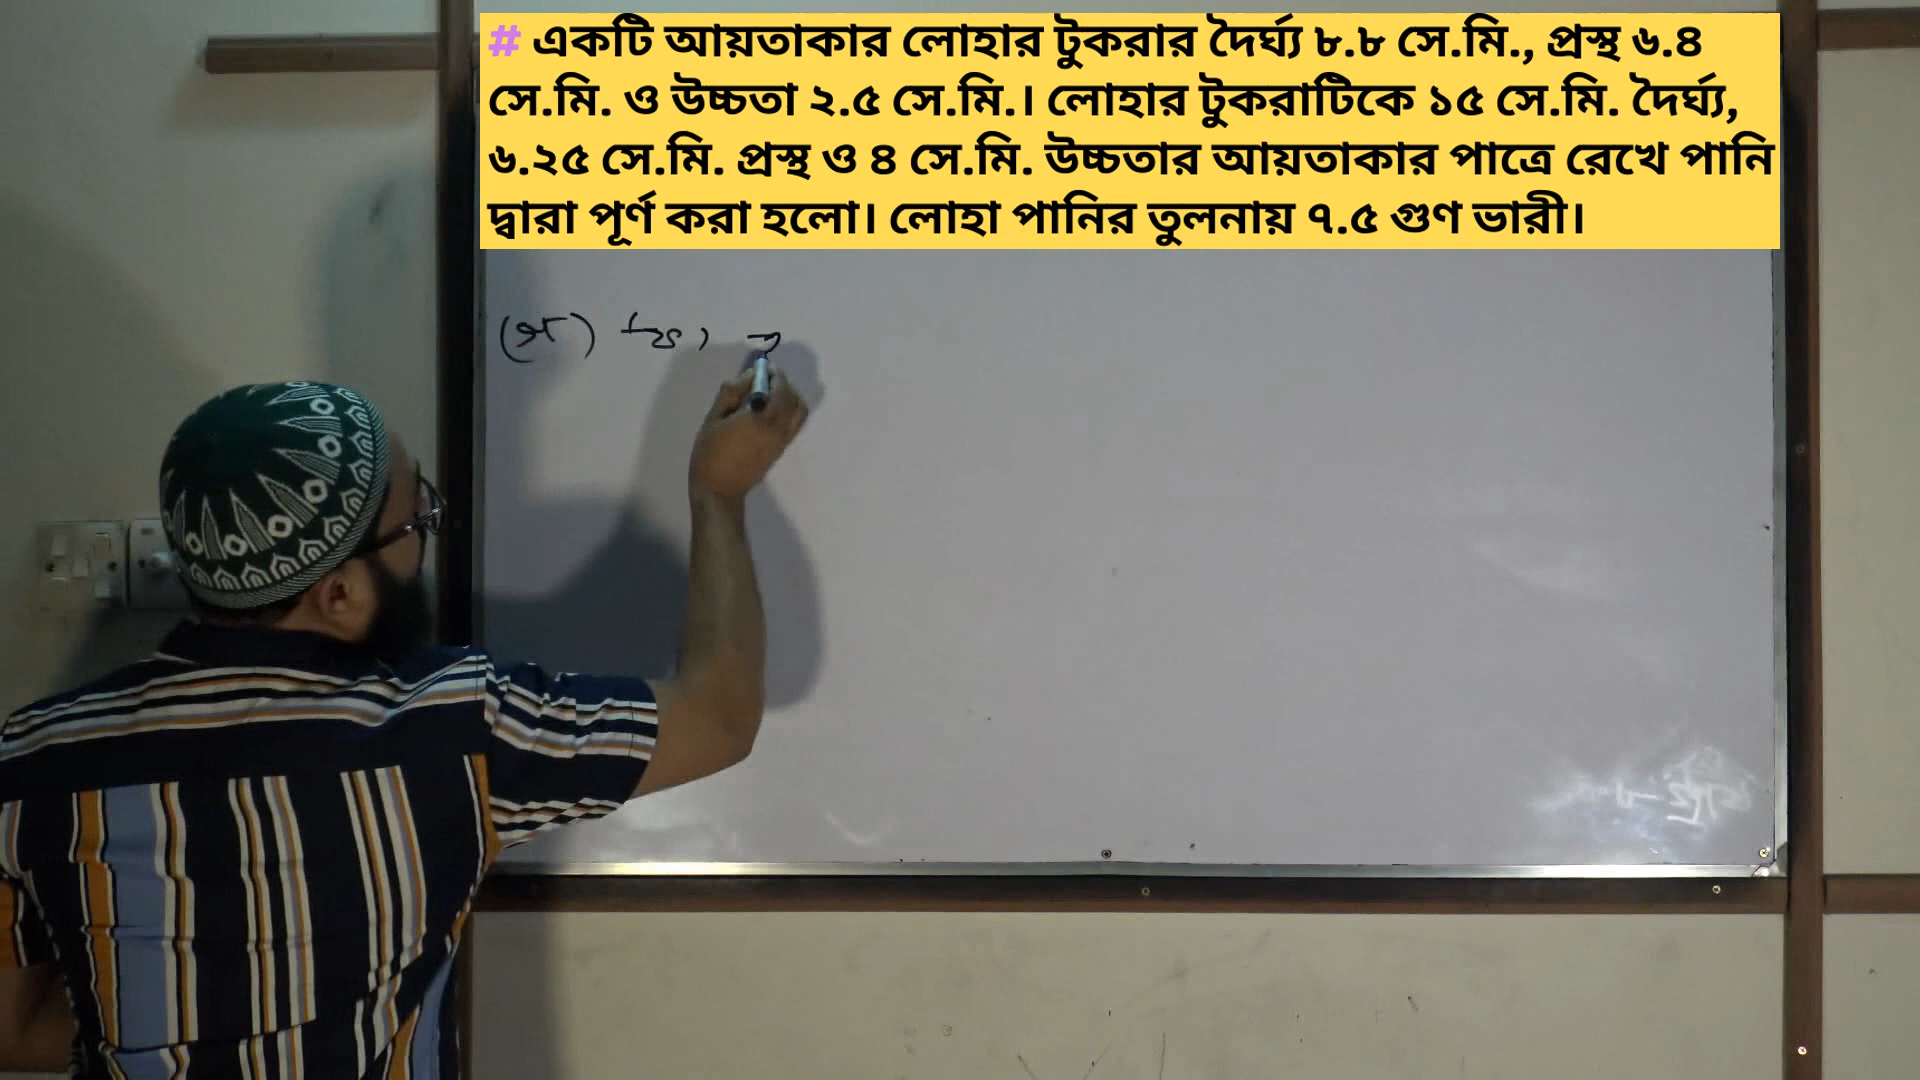 # একটি আয়তাকার লোহার টুকরার দৈর্ঘ্য ৮.৮ সে.মি., প্রস্থ ৬.৪
সে.মি. ও উচ্চতা ২.৫ সে.মি.। লোহার টুকরাটিকে ১৫ সে.মি. দৈর্ঘ্য,
৬.২৫ সে.মি. প্রস্থ ও ৪ সে.মি. উচ্চতার আয়তাকার পাত্রে রেখে পানি
দ্বারা পূর্ণ করা হলো। লোহা পানির তুলনায় ৭.৫ গুণ ভারী।